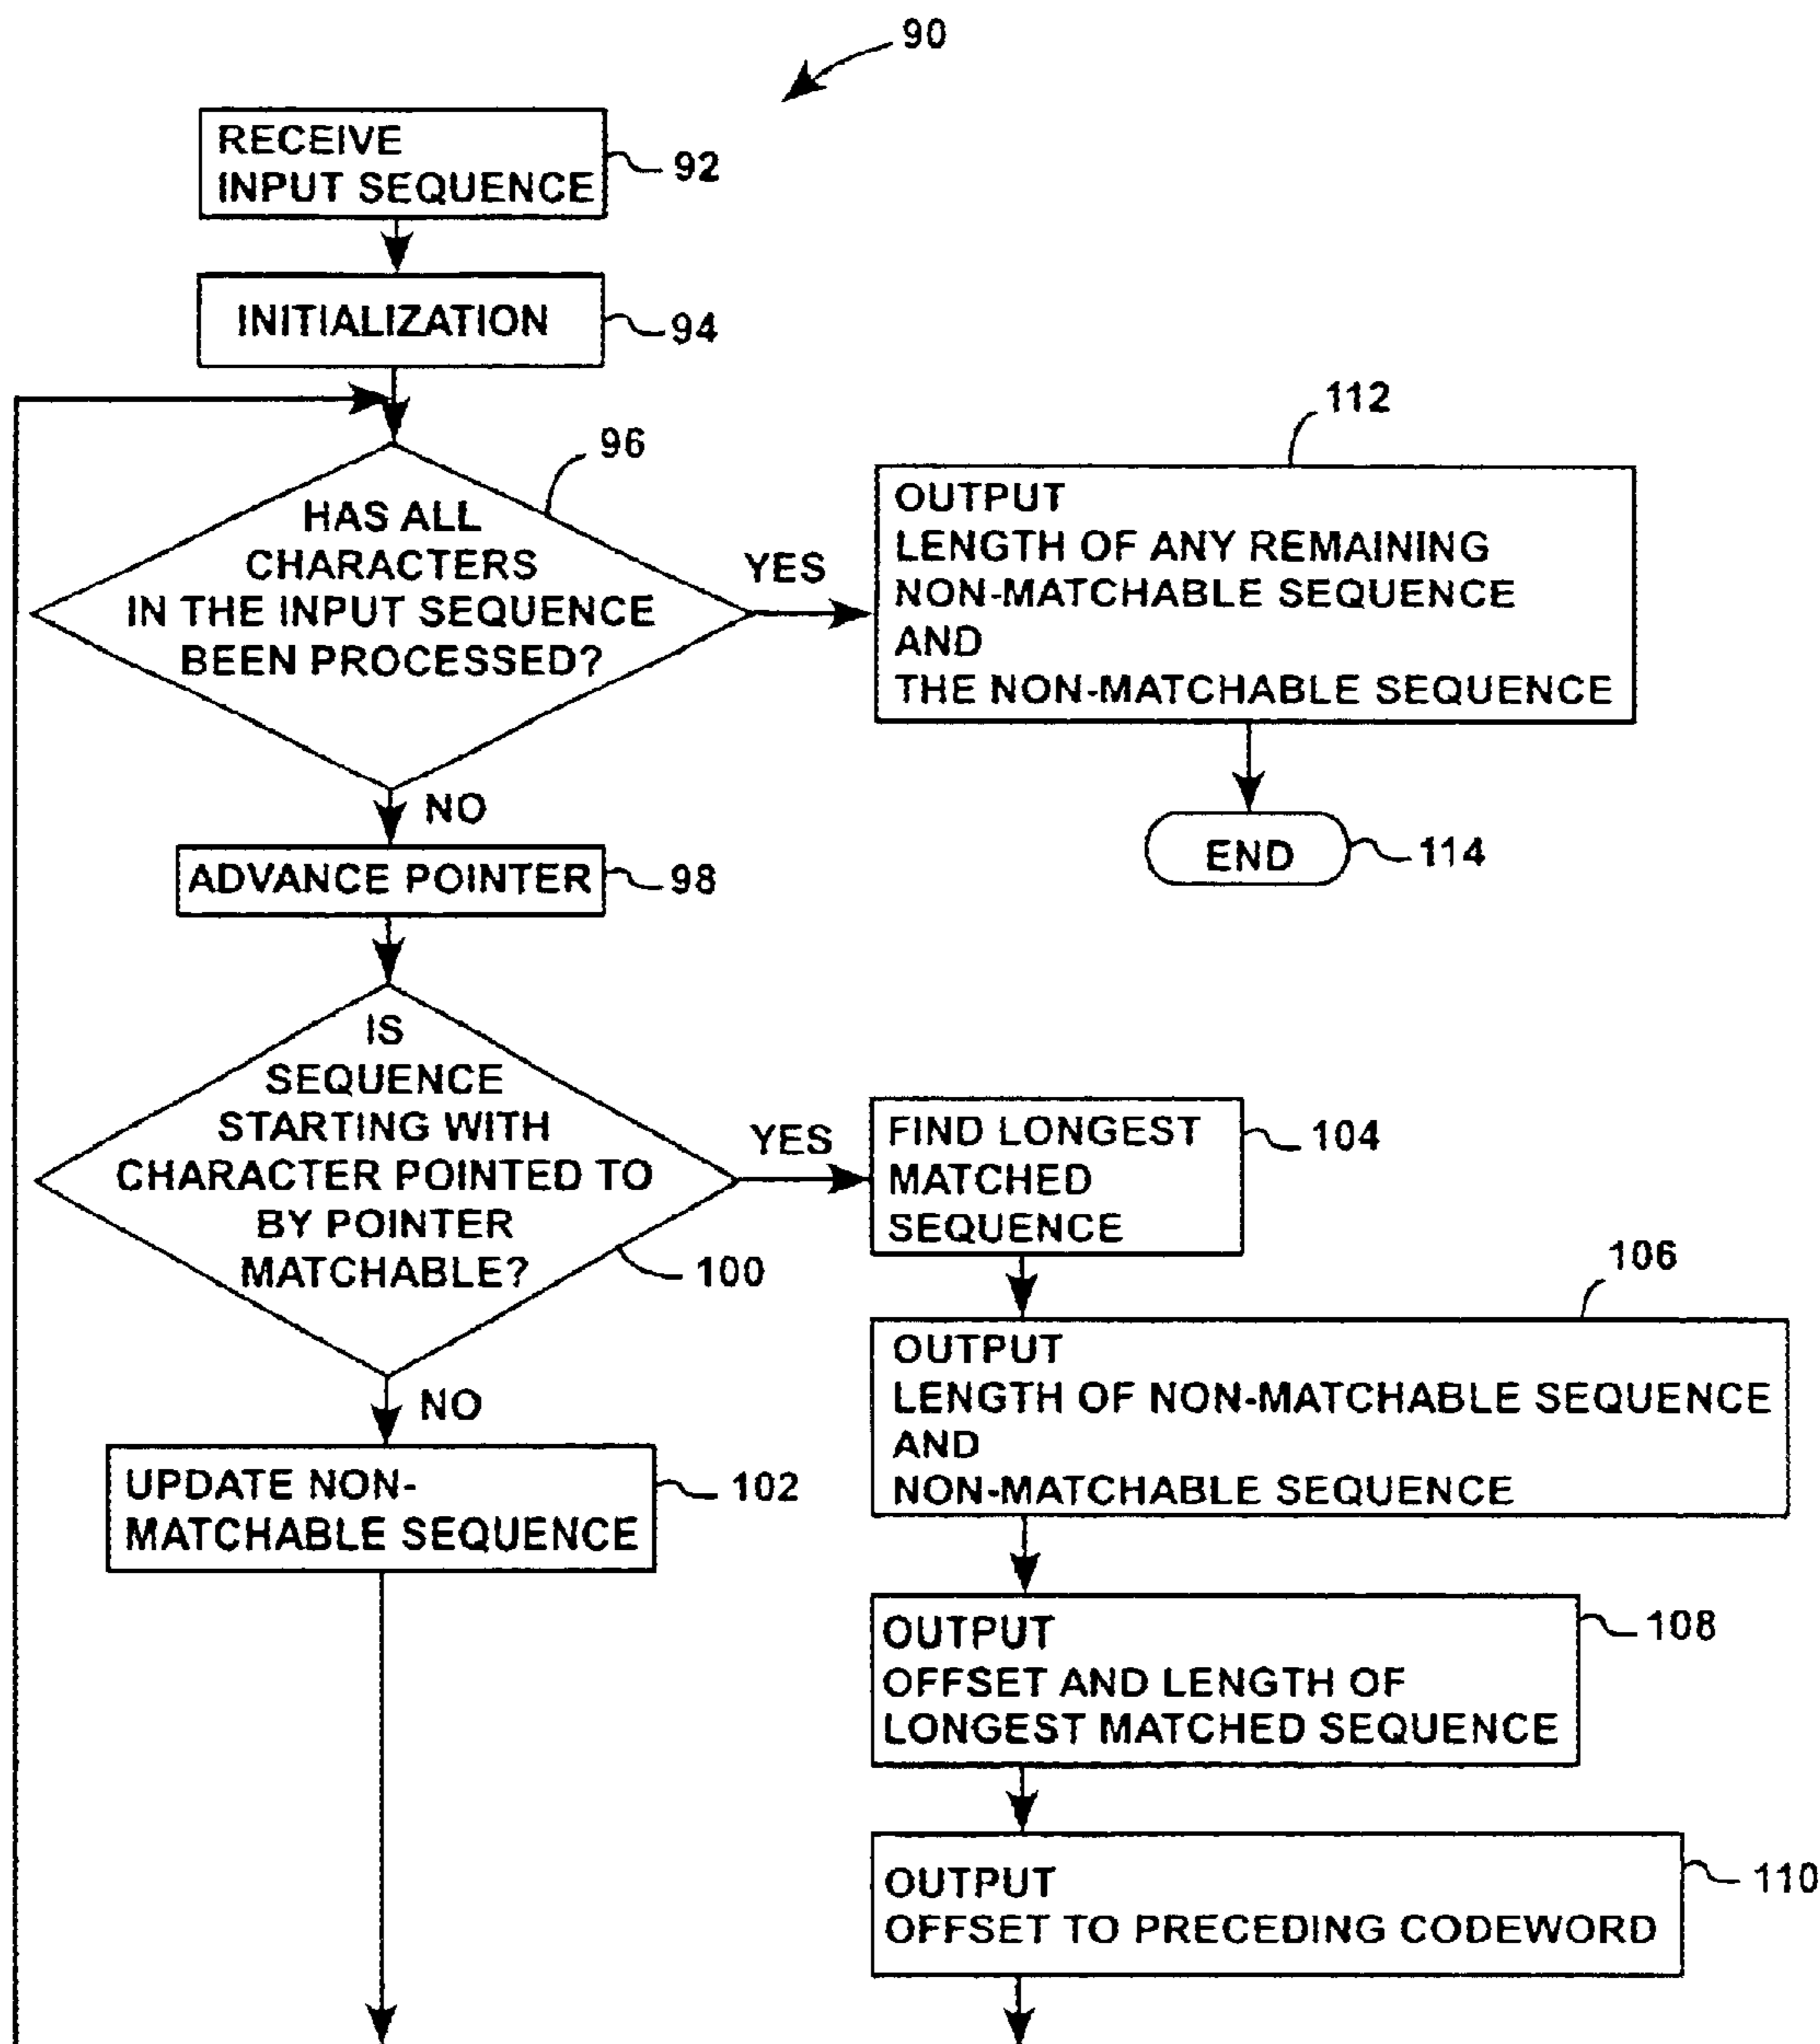 90
RECEIVE
INPUT SEQUENCE
92
INITIALIZATION
94
96
HAS ALL
CHARACTERS
IN THE INPUT SEQUENCE
BEEN PROCESSED?
YES
112
OUTPUT
LENGTH OF ANY REMAINING
NON-MATCHABLE SEQUENCE
AND
THE NON-MATCHABLE SEQUENCE
NO
END
114
ADVANCE POINTER
98
IS
SEQUENCE
STARTING WITH
CHARACTER POINTED TO
BY POINTER
MATCHABLE?
100
YES
FIND LONGEST
MATCHED
SEQUENCE
104
106
OUTPUT
LENGTH OF NON-MATCHABLE SEQUENCE
AND
NON-MATCHABLE SEQUENCE
NO
UPDATE NON-
MATCHABLE SEQUENCE
102
OUTPUT
OFFSET AND LENGTH OF
LONGEST MATCHED SEQUENCE
108
OUTPUT
OFFSET TO PRECEDING CODEWORD
110